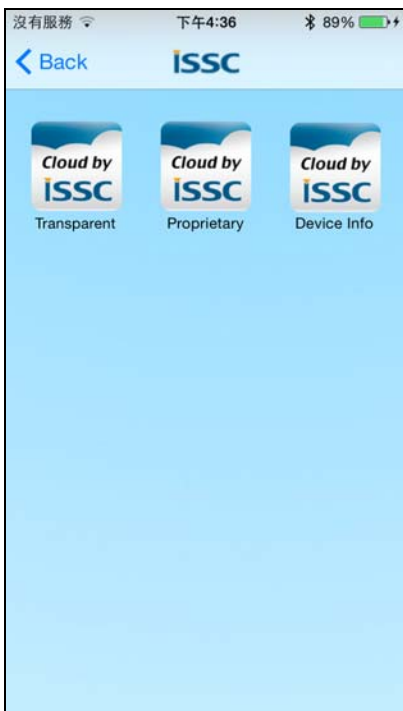 沒有服務 下午4:36 89%
Back ISSC
Cloud by Cloud by Cloud by
ISSC ISSC ISSC
Transparent Proprietary Device Info